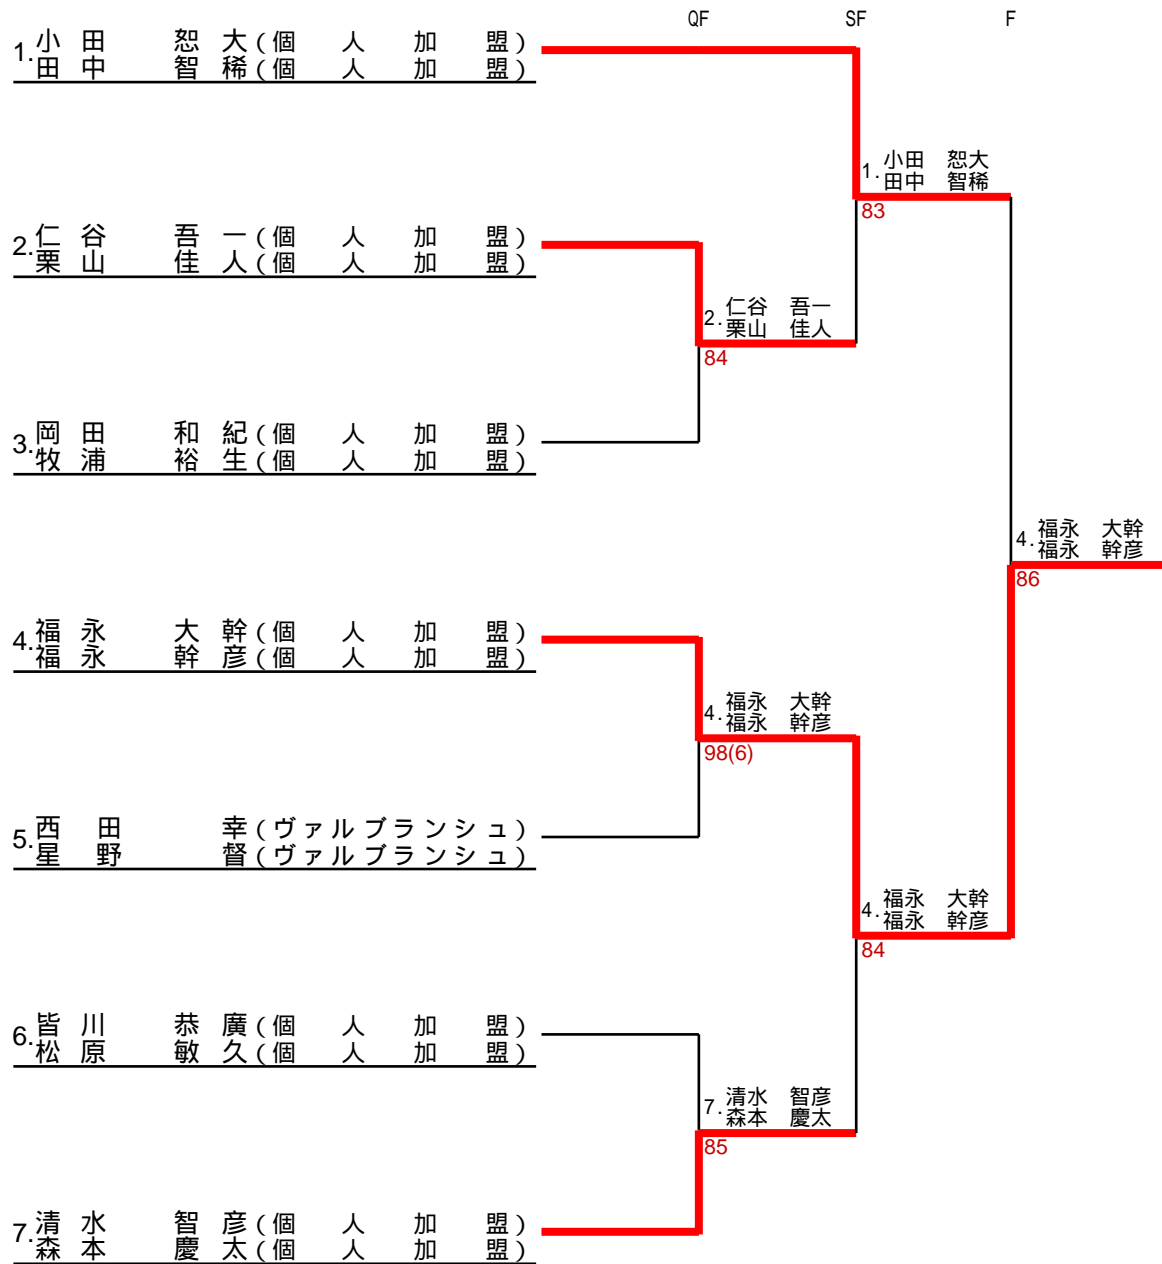 QF SF F
1.小田 恕大(個人加盟)
田中 智稀(個人加盟)
1.小田 恕大
田中 智稀
83
2.仁谷 吾一(個人加盟)
栗山 佳人(個人加盟)
2.仁谷 吾一
栗山 佳人
84
3.岡田 和紀(個人加盟)
牧浦 裕生(個人加盟)
4.福永 大幹
福永 幹彦
86
4.福永 大幹(個人加盟)
福永 幹彦(個人加盟)
4.福永 大幹
福永 幹彦
98(6)
5.西田 幸(ヴァルブランシュ)
星野 督(ヴァルブランシュ)
4.福永 大幹
福永 幹彦
84
6.皆川 恭廣(個人加盟)
松原 敏久(個人加盟)
7.清水 智彦
森本 慶太
85
7.清水 智彦(個人加盟)
森本 慶太(個人加盟)